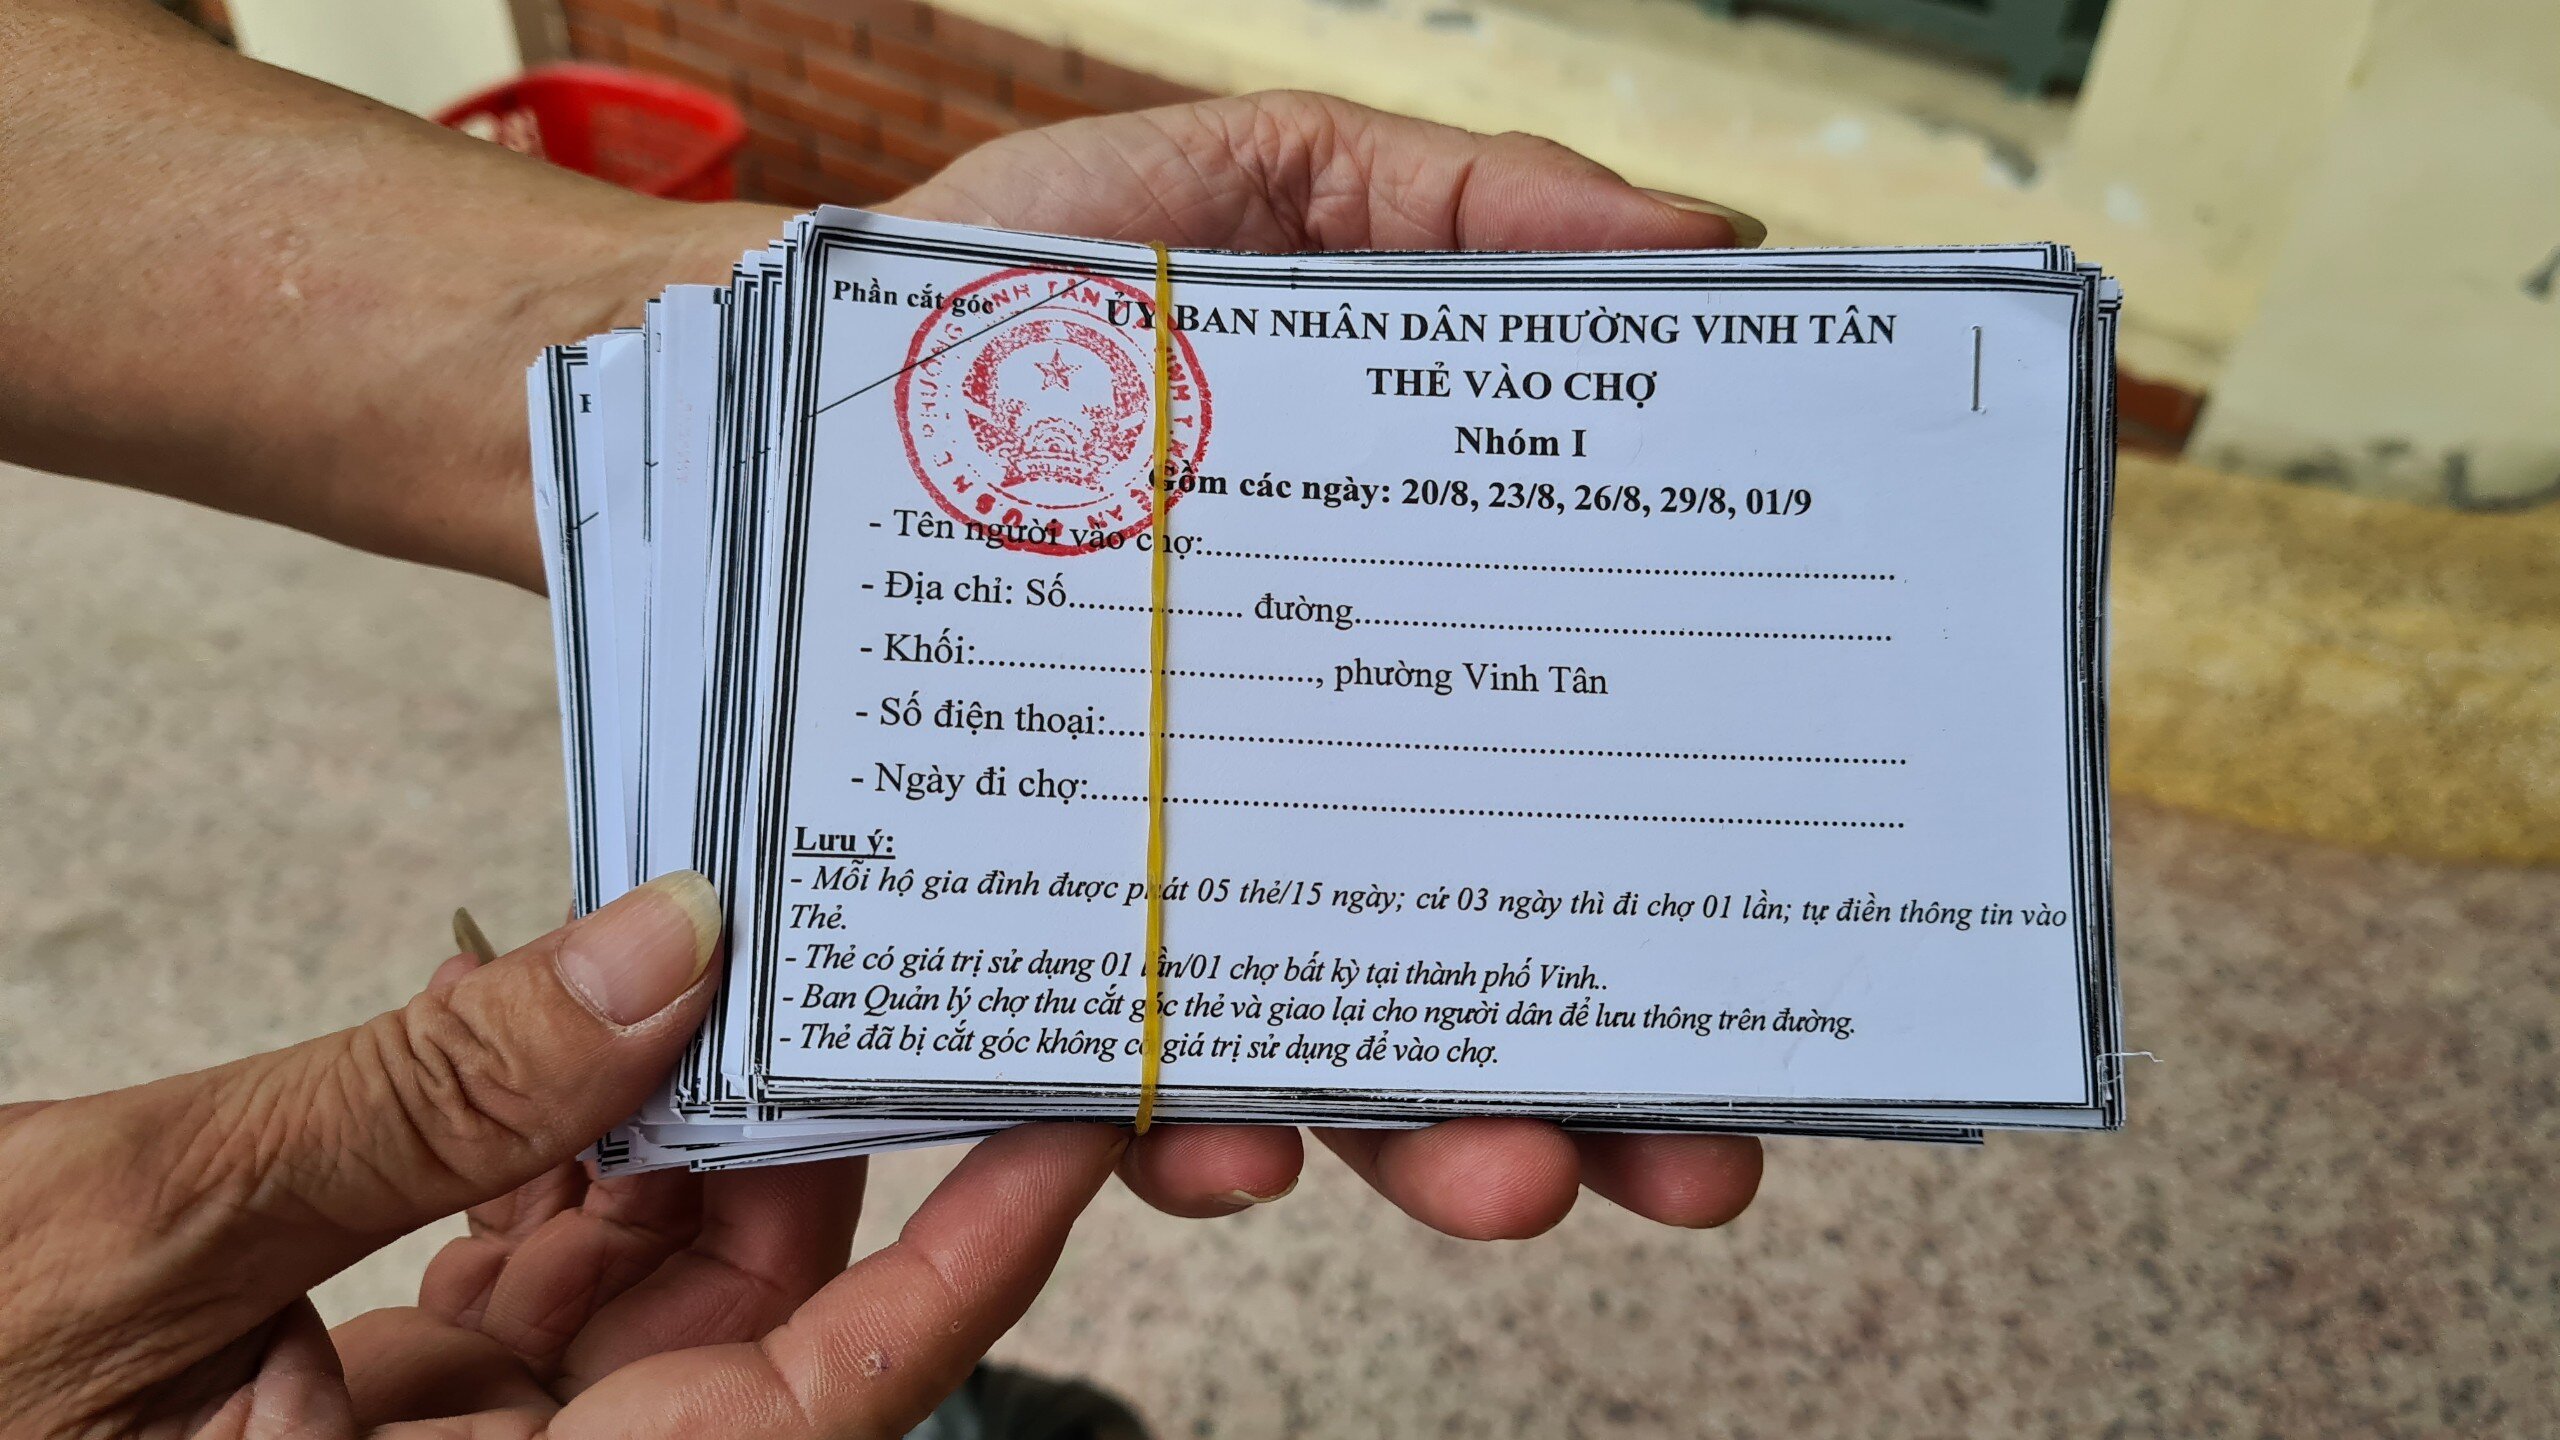 Phần cắt góc
ỦY BAN NHÂN DÂN PHƯỜNG VINH TÂN
THẺ VÀO CHỢ
Nhóm I
Gồm các ngày: 20/8, 23/8, 26/8, 29/8, 01/9
- Tên người vào chợ:..........
- Địa chỉ: Số.......... đường..........
- Khối:.........., phường Vinh Tân
- Số điện thoại:..........
- Ngày đi chợ:..........
Lưu ý:
- Mỗi hộ gia đình được phát 05 thẻ/15 ngày; cứ 03 ngày thì đi chợ 01 lần; tự điền thông tin vào
Thẻ.
- Thẻ có giá trị sử dụng 01 lần/01 chợ bất kỳ tại thành phố Vinh..
- Ban Quản lý chợ thu cắt góc thẻ và giao lại cho người dân để lưu thông trên đường.
- Thẻ đã bị cắt góc không có giá trị sử dụng để vào chợ.